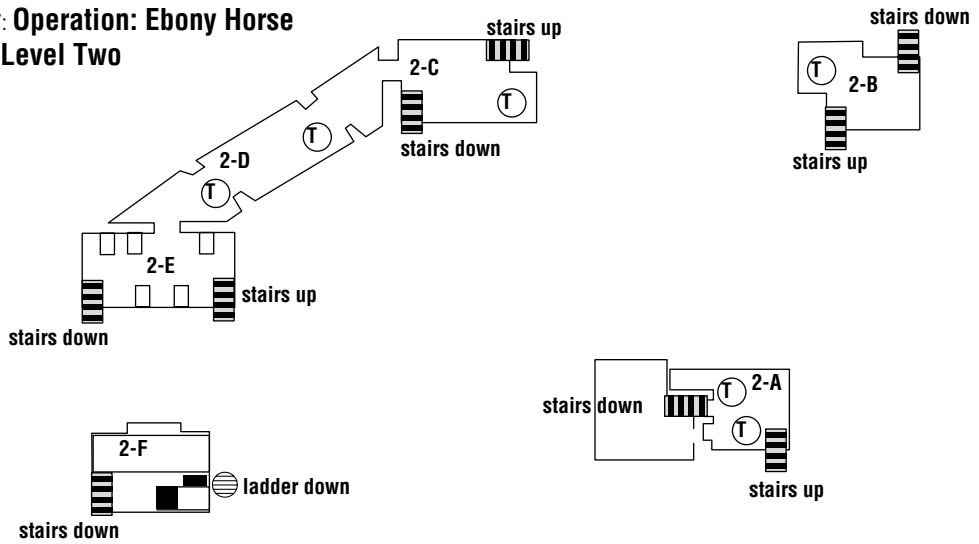 : Operation: Ebony Horse
Level Two
stairs up
stairs down
2-C
T
T
2-B
stairs down
T
2-D
stairs up
T
2-E
stairs up
stairs down
T
2-A
stairs down
T
2-F
ladder down
stairs up
stairs down